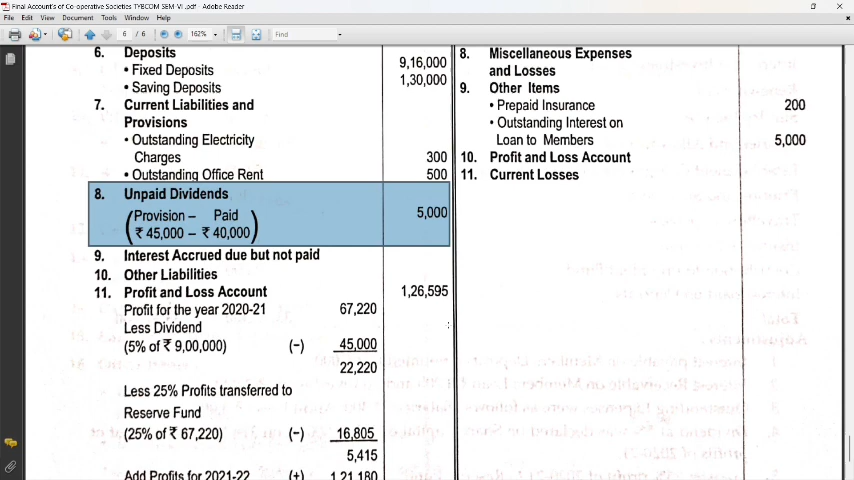 Final Account's of Co-operative Societies TYBCOM SEM-VI .pdf - Adobe Reader
File Edit View Document Tools Window Help
6 / 6 162% Find
6. Deposits
• Fixed Deposits 9,16,000
• Saving Deposits 1,30,000
7. Current Liabilities and
Provisions
• Outstanding Electricity
Charges 300
• Outstanding Office Rent 500
8. Unpaid Dividends
(Provision – Paid 5,000
₹ 45,000 – ₹ 40,000)
9. Interest Accrued due but not paid
10. Other Liabilities
11. Profit and Loss Account 1,26,595
Profit for the year 2020-21 67,220
Less Dividend
(5% of ₹ 9,00,000) (–) 45,000
22,220
Less 25% Profits transferred to
Reserve Fund
(25% of ₹ 67,220) (–) 16,805
5,415
Add Profits for 2021-22 (+) 1,21,180
8. Miscellaneous Expenses
and Losses
9. Other Items
• Prepaid Insurance 200
• Outstanding Interest on
Loan to Members 5,000
10. Profit and Loss Account
11. Current Losses